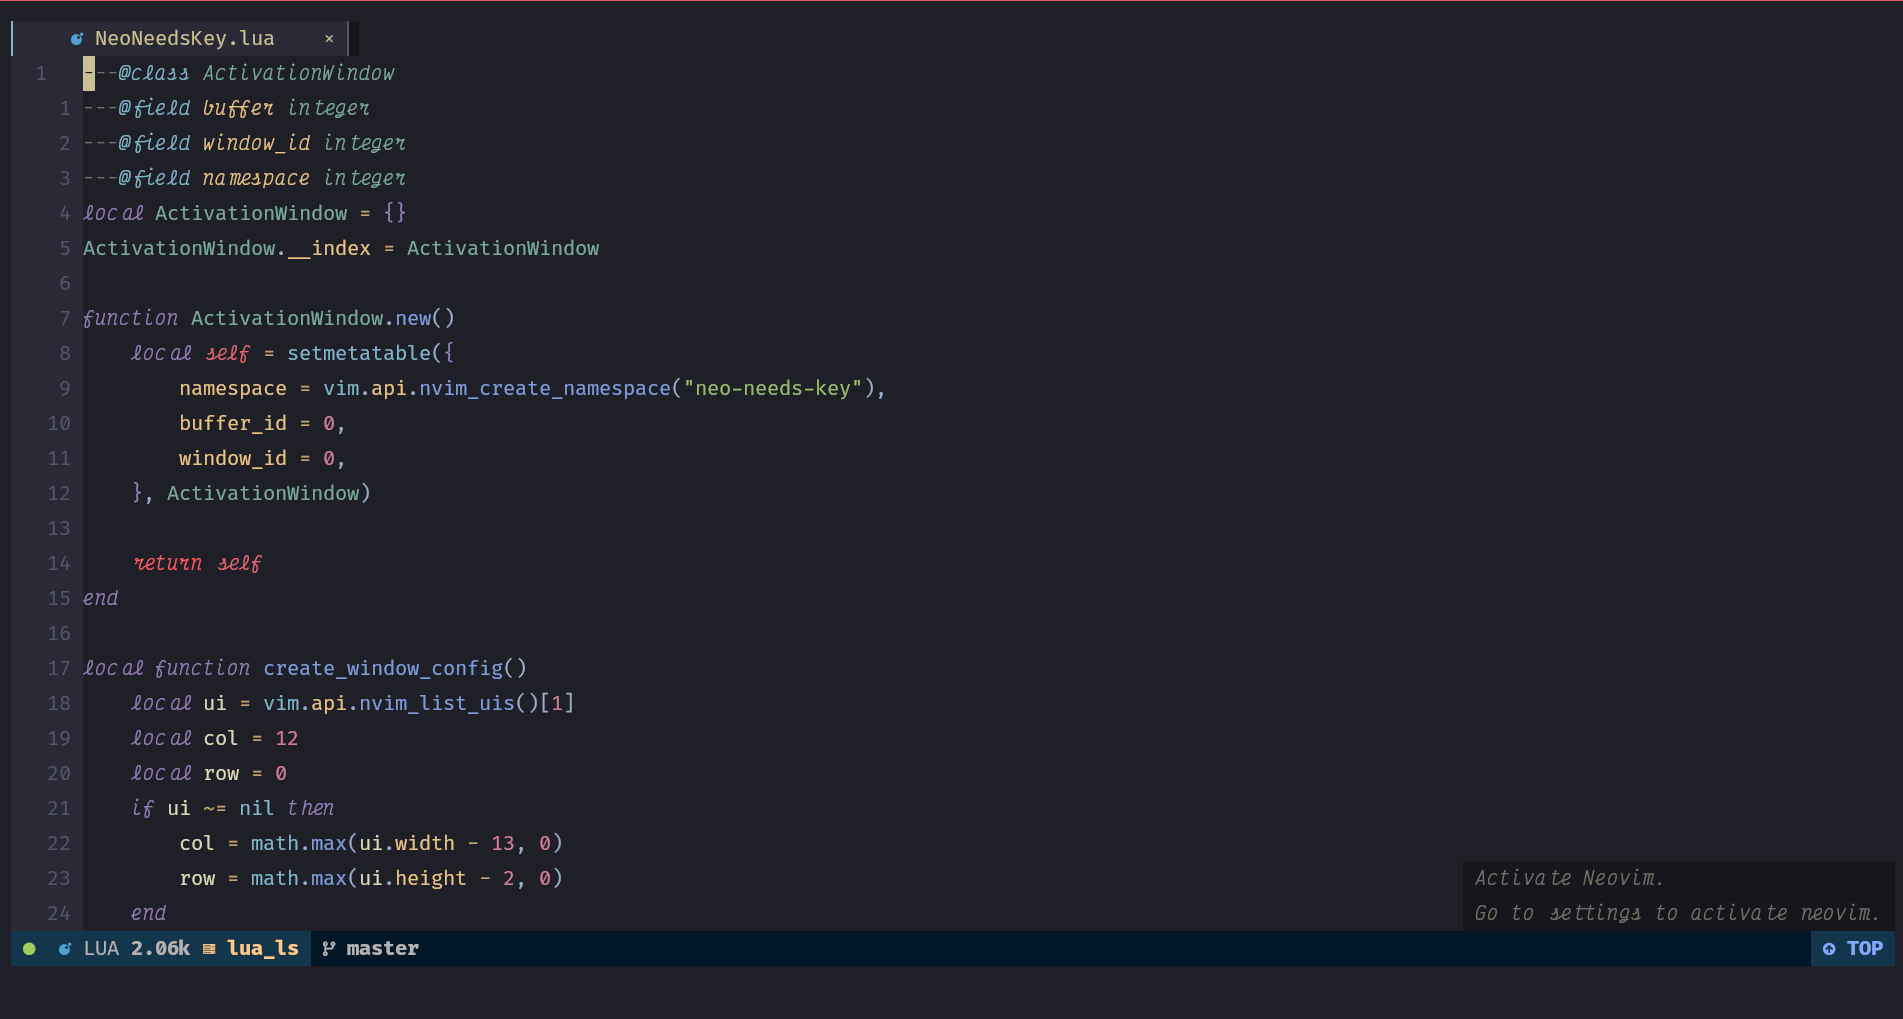 NeoNeedsKey.lua ×
1 ---@class ActivationWindow
1 ---@field buffer integer
2 ---@field window_id integer
3 ---@field namespace integer
4 local ActivationWindow = {}
5 ActivationWindow.__index = ActivationWindow
6
7 function ActivationWindow.new()
8     local self = setmetatable({
9         namespace = vim.api.nvim_create_namespace("neo-needs-key"),
10         buffer_id = 0,
11         window_id = 0,
12     }, ActivationWindow)
13
14     return self
15 end
16
17 local function create_window_config()
18     local ui = vim.api.nvim_list_uis()[1]
19     local col = 12
20     local row = 0
21     if ui ~= nil then
22         col = math.max(ui.width - 13, 0)
23         row = math.max(ui.height - 2, 0)
24     end
Activate Neovim.
Go to settings to activate neovim.
LUA 2.06k lua_ls master TOP